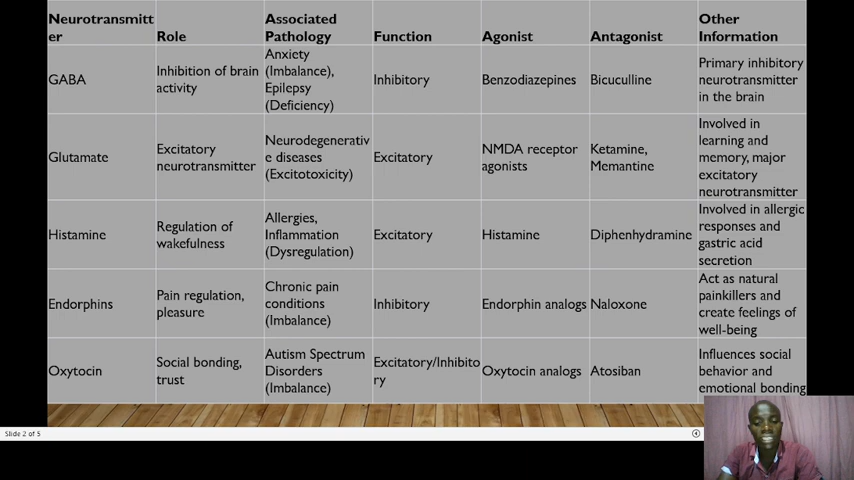 Neurotransmitt
er
Role
Associated
Pathology
Function
Agonist
Antagonist
Other
Information
GABA
Inhibition of brain
activity
Anxiety
(Imbalance),
Epilepsy
(Deficiency)
Inhibitory
Benzodiazepines
Bicuculline
Primary inhibitory
neurotransmitter
in the brain
Glutamate
Excitatory
neurotransmitter
Neurodegenerativ
e diseases
(Excitotoxicity)
Excitatory
NMDA receptor
agonists
Ketamine,
Memantine
Involved in
learning and
memory, major
excitatory
neurotransmitter
Histamine
Regulation of
wakefulness
Allergies,
Inflammation
(Dysregulation)
Excitatory
Histamine
Diphenhydramine
Involved in allergic
responses and
gastric acid
secretion
Endorphins
Pain regulation,
pleasure
Chronic pain
conditions
(Imbalance)
Inhibitory
Endorphin analogs
Naloxone
Act as natural
painkillers and
create feelings of
well-being
Oxytocin
Social bonding,
trust
Autism Spectrum
Disorders
(Imbalance)
Excitatory/Inhibito
ry
Oxytocin analogs
Atosiban
Influences social
behavior and
emotional bonding
Slide 2 of 5